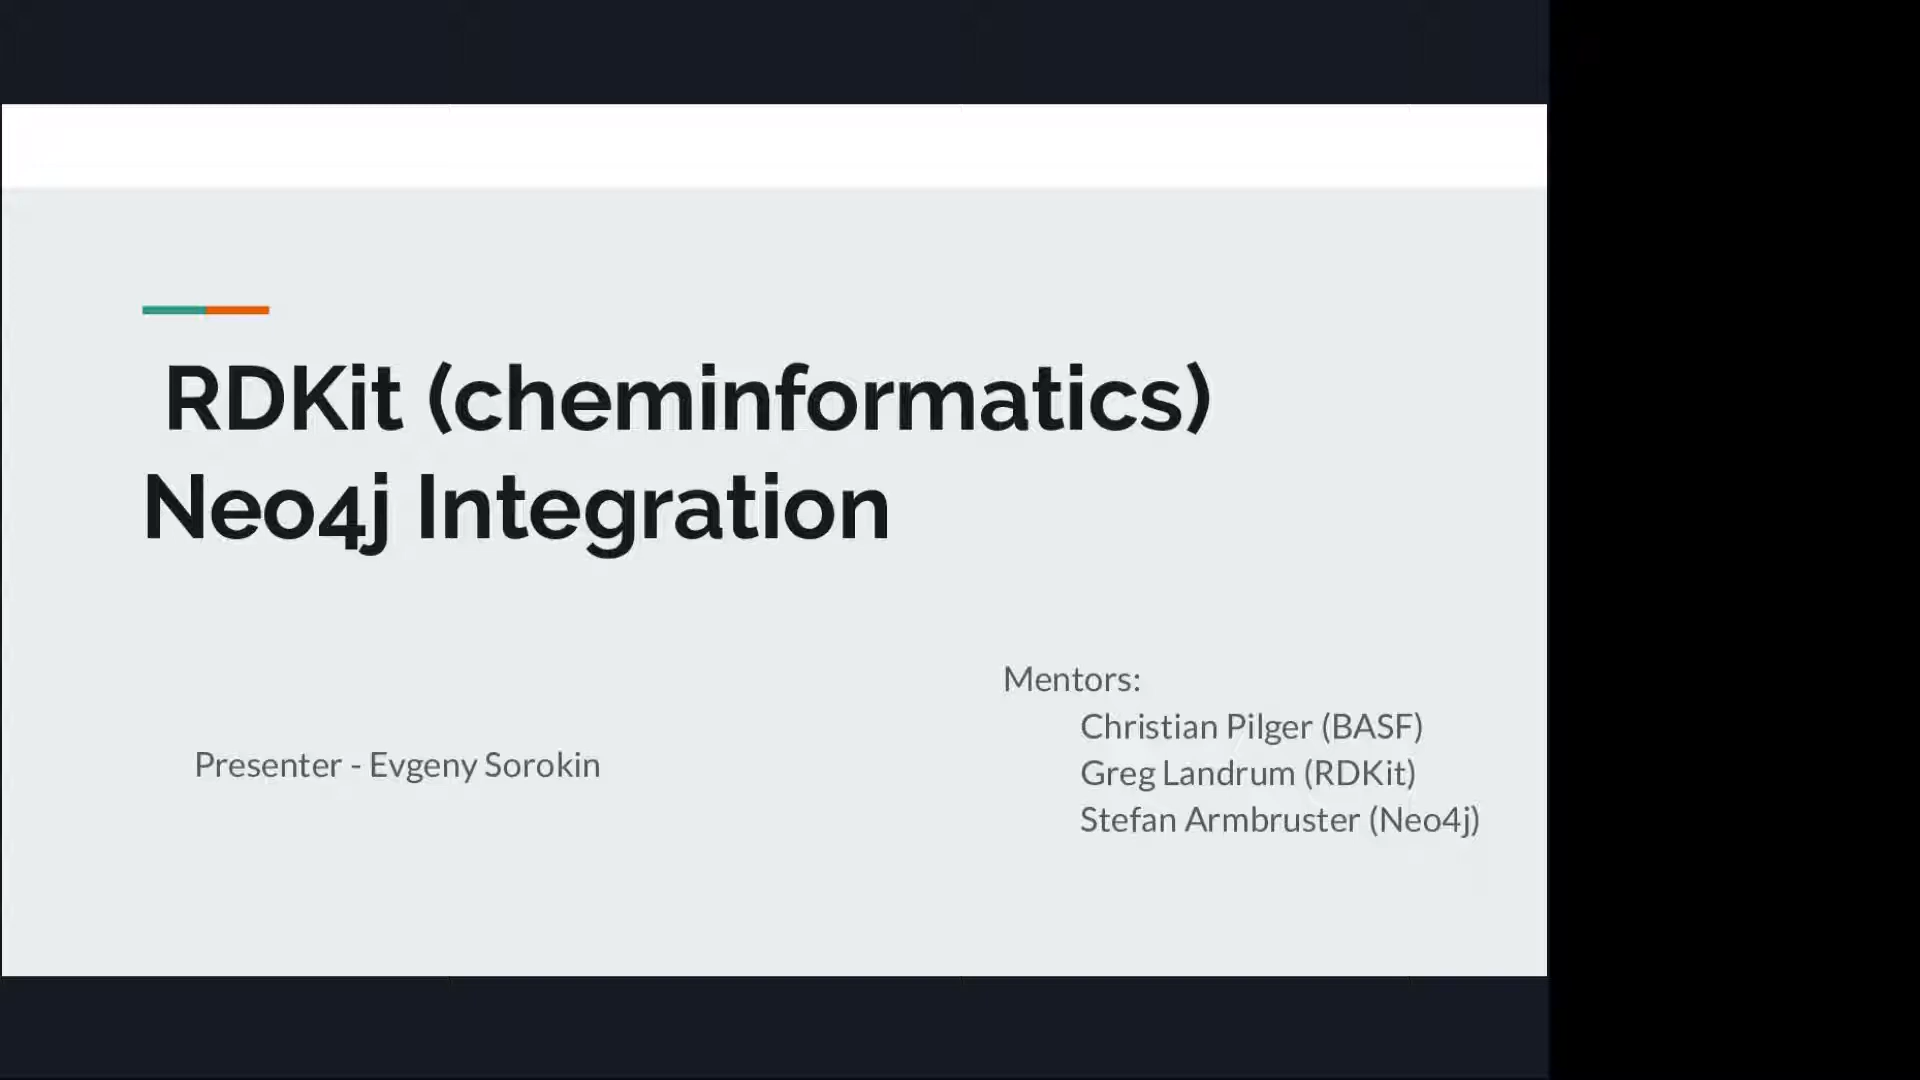 RDKit (cheminformatics)
Neo4j Integration
Presenter - Evgeny Sorokin
Mentors:
Christian Pilger (BASF)
Greg Landrum (RDKit)
Stefan Armbruster (Neo4j)